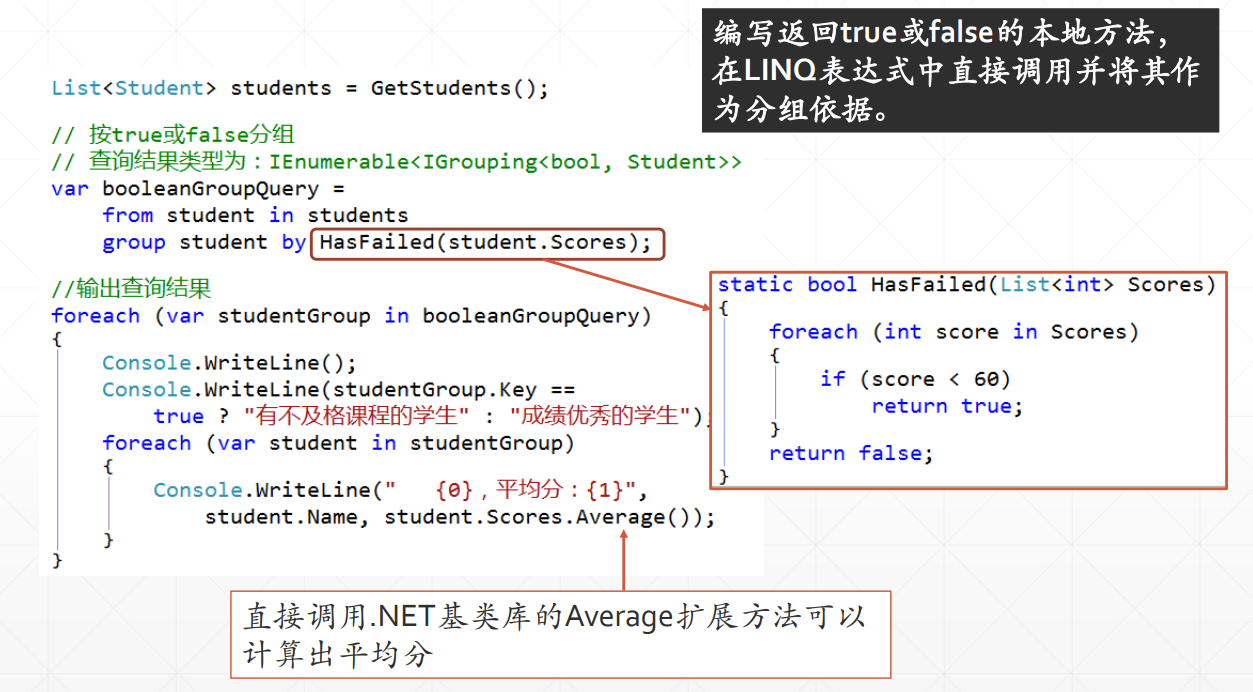 编写返回true或false的本地方法，
在LINQ表达式中直接调用并将其作
为分组依据。
List<Student> students = GetStudents();
// 按true或false分组
// 查询结果类型为：IEnumerable<IGrouping<bool, Student>>
var booleanGroupQuery =
from student in students
group student by HasFailed(student.Scores);
//输出查询结果
foreach (var studentGroup in booleanGroupQuery)
{
Console.WriteLine();
Console.WriteLine(studentGroup.Key ==
true ? "有不及格课程的学生" : "成绩优秀的学生");
foreach (var student in studentGroup)
{
Console.WriteLine("   {0}，平均分：{1}",
student.Name, student.Scores.Average());
}
}
static bool HasFailed(List<int> Scores)
{
foreach (int score in Scores)
{
if (score < 60)
return true;
}
return false;
}
直接调用.NET基类库的Average扩展方法可以
计算出平均分